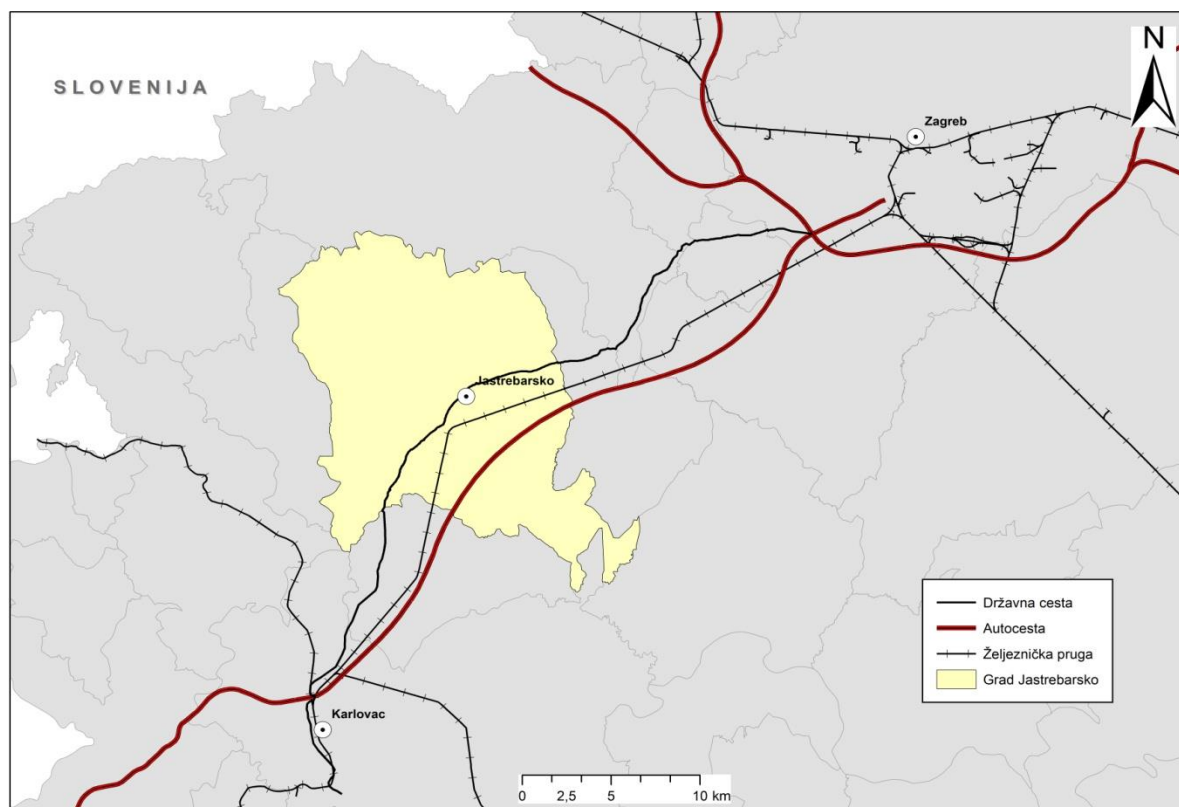 SLOVENIJA
N
Zagreb
Jastrebarsko
Karlovac
Državna cesta
Autocesta
Željeznička pruga
Grad Jastrebarsko
0 2,5 5 10 km